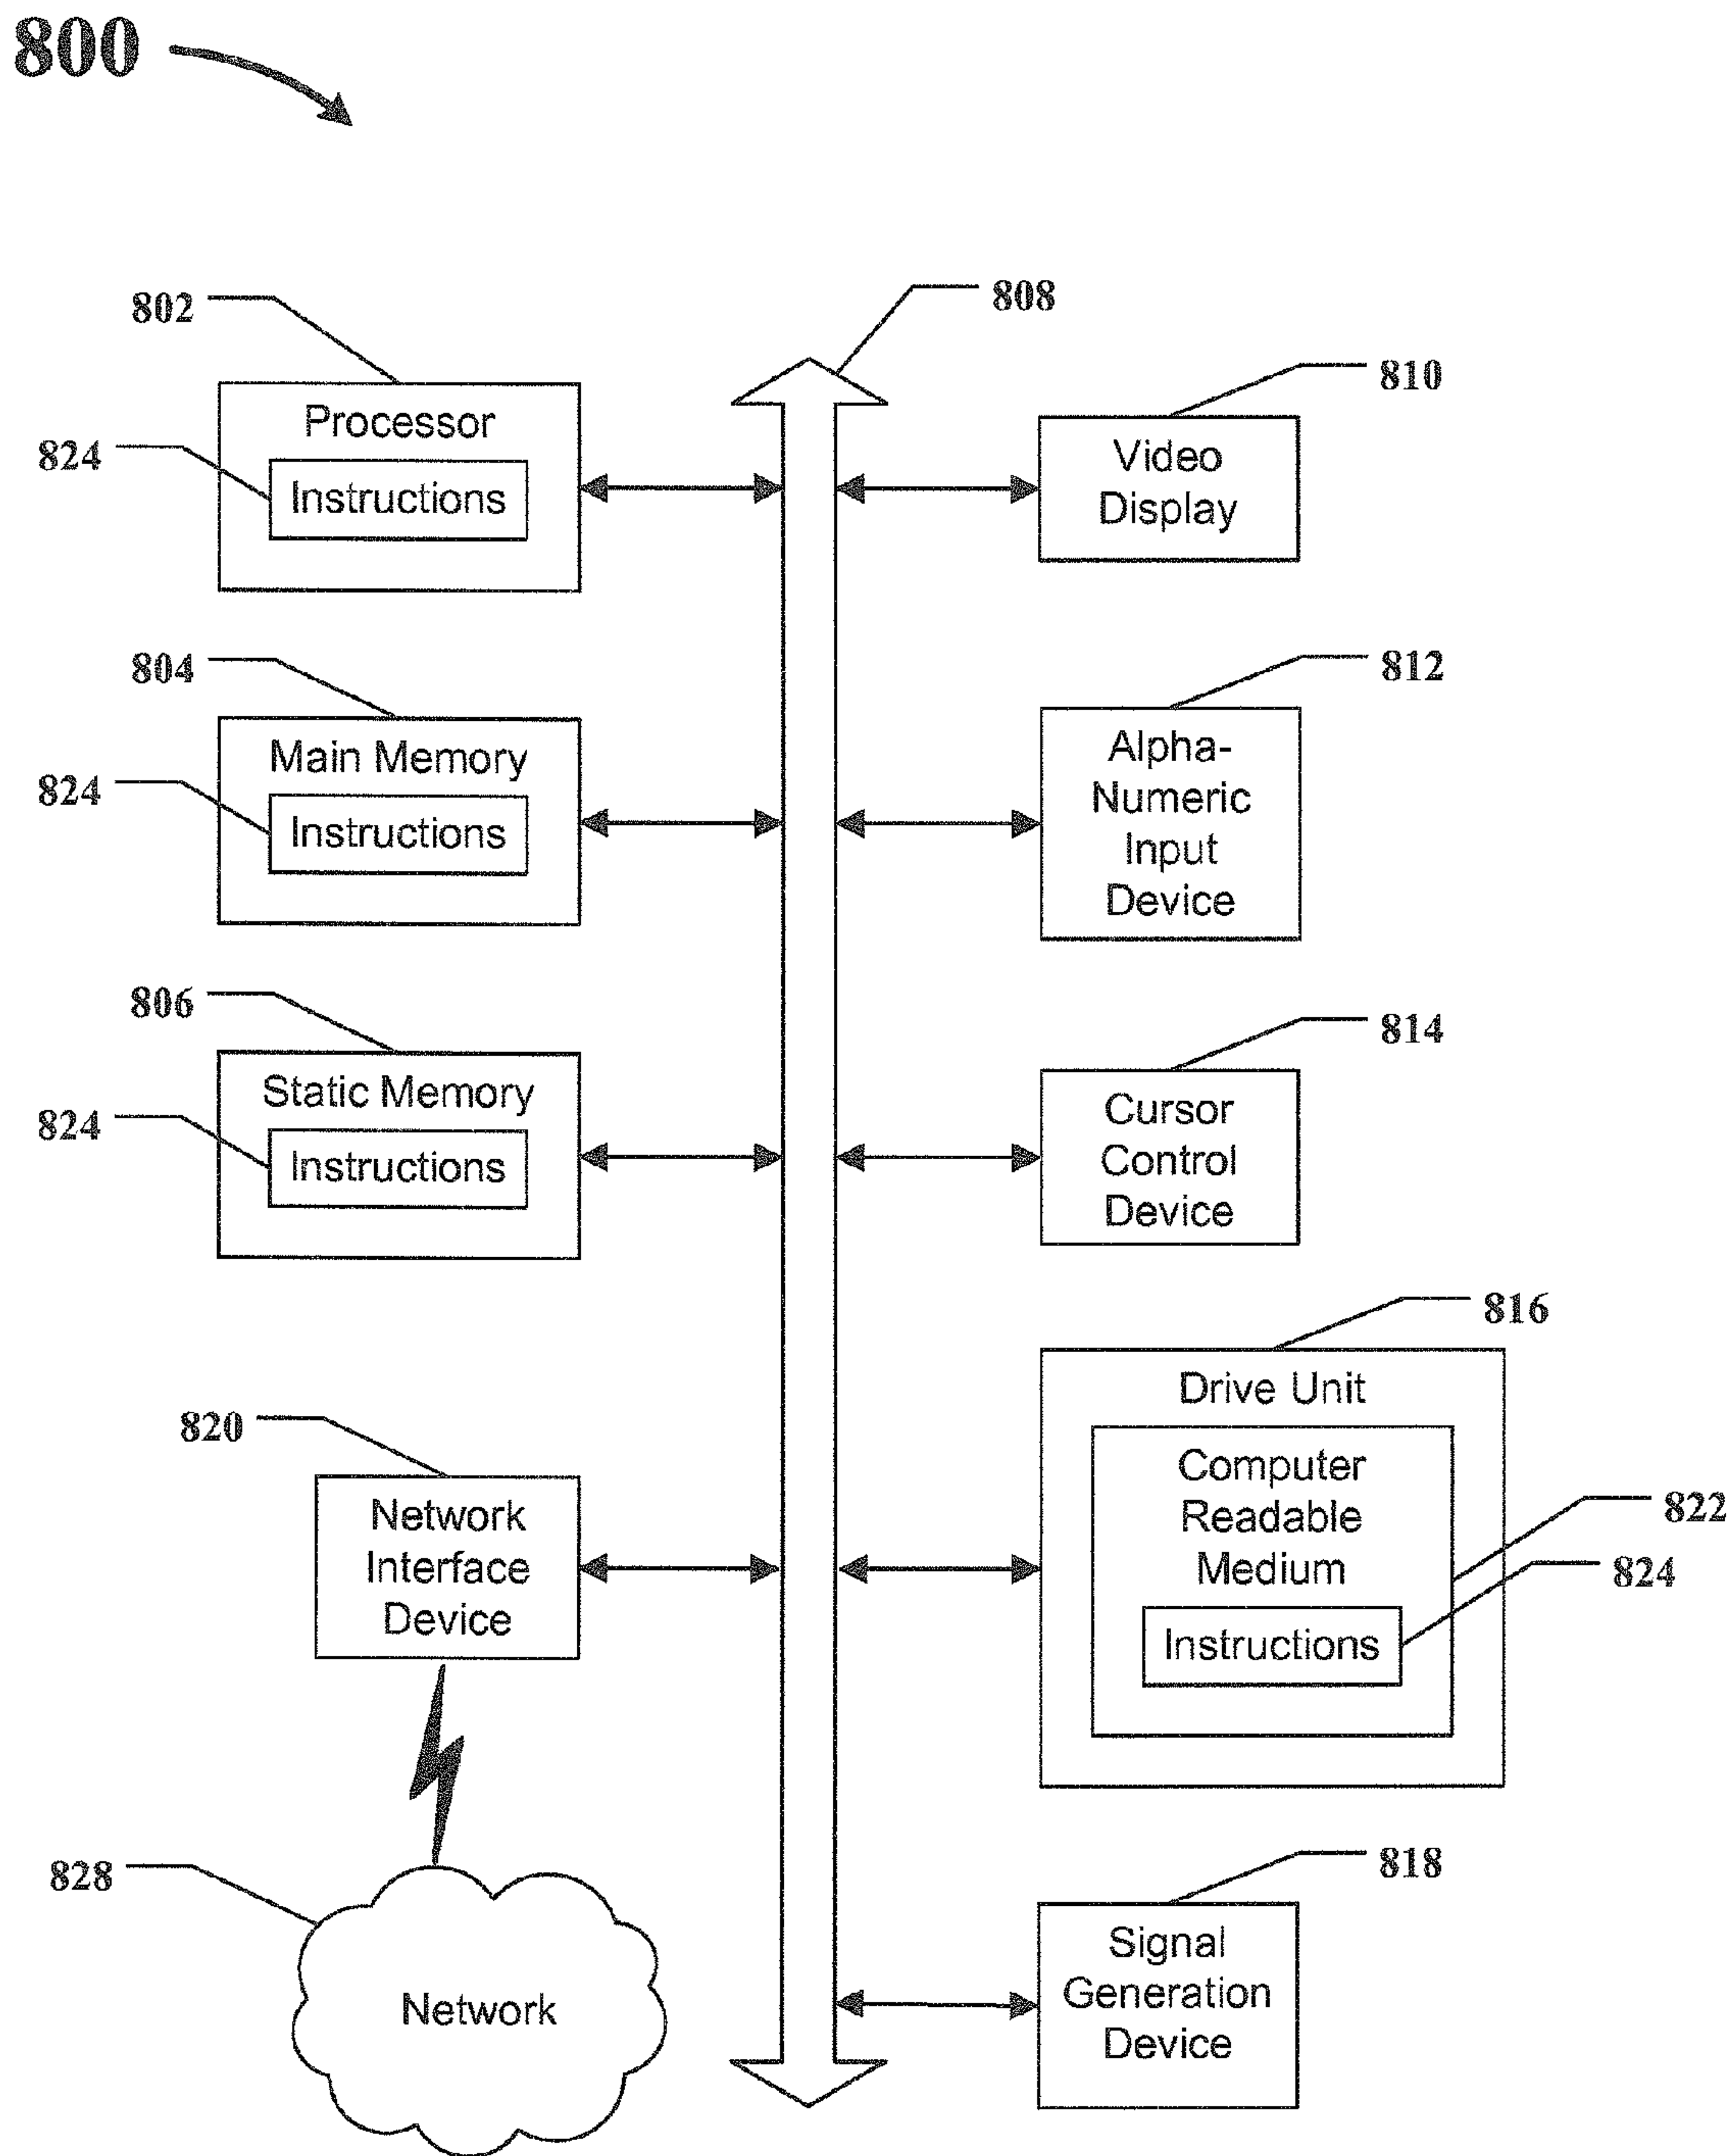 800
802
Processor
824
Instructions
804
Main Memory
824
Instructions
806
Static Memory
824
Instructions
820
Network
Interface
Device
828
Network
808
810
Video
Display
812
Alpha-
Numeric
Input
Device
814
Cursor
Control
Device
816
Drive Unit
Computer
Readable
Medium
822
824
Instructions
818
Signal
Generation
Device